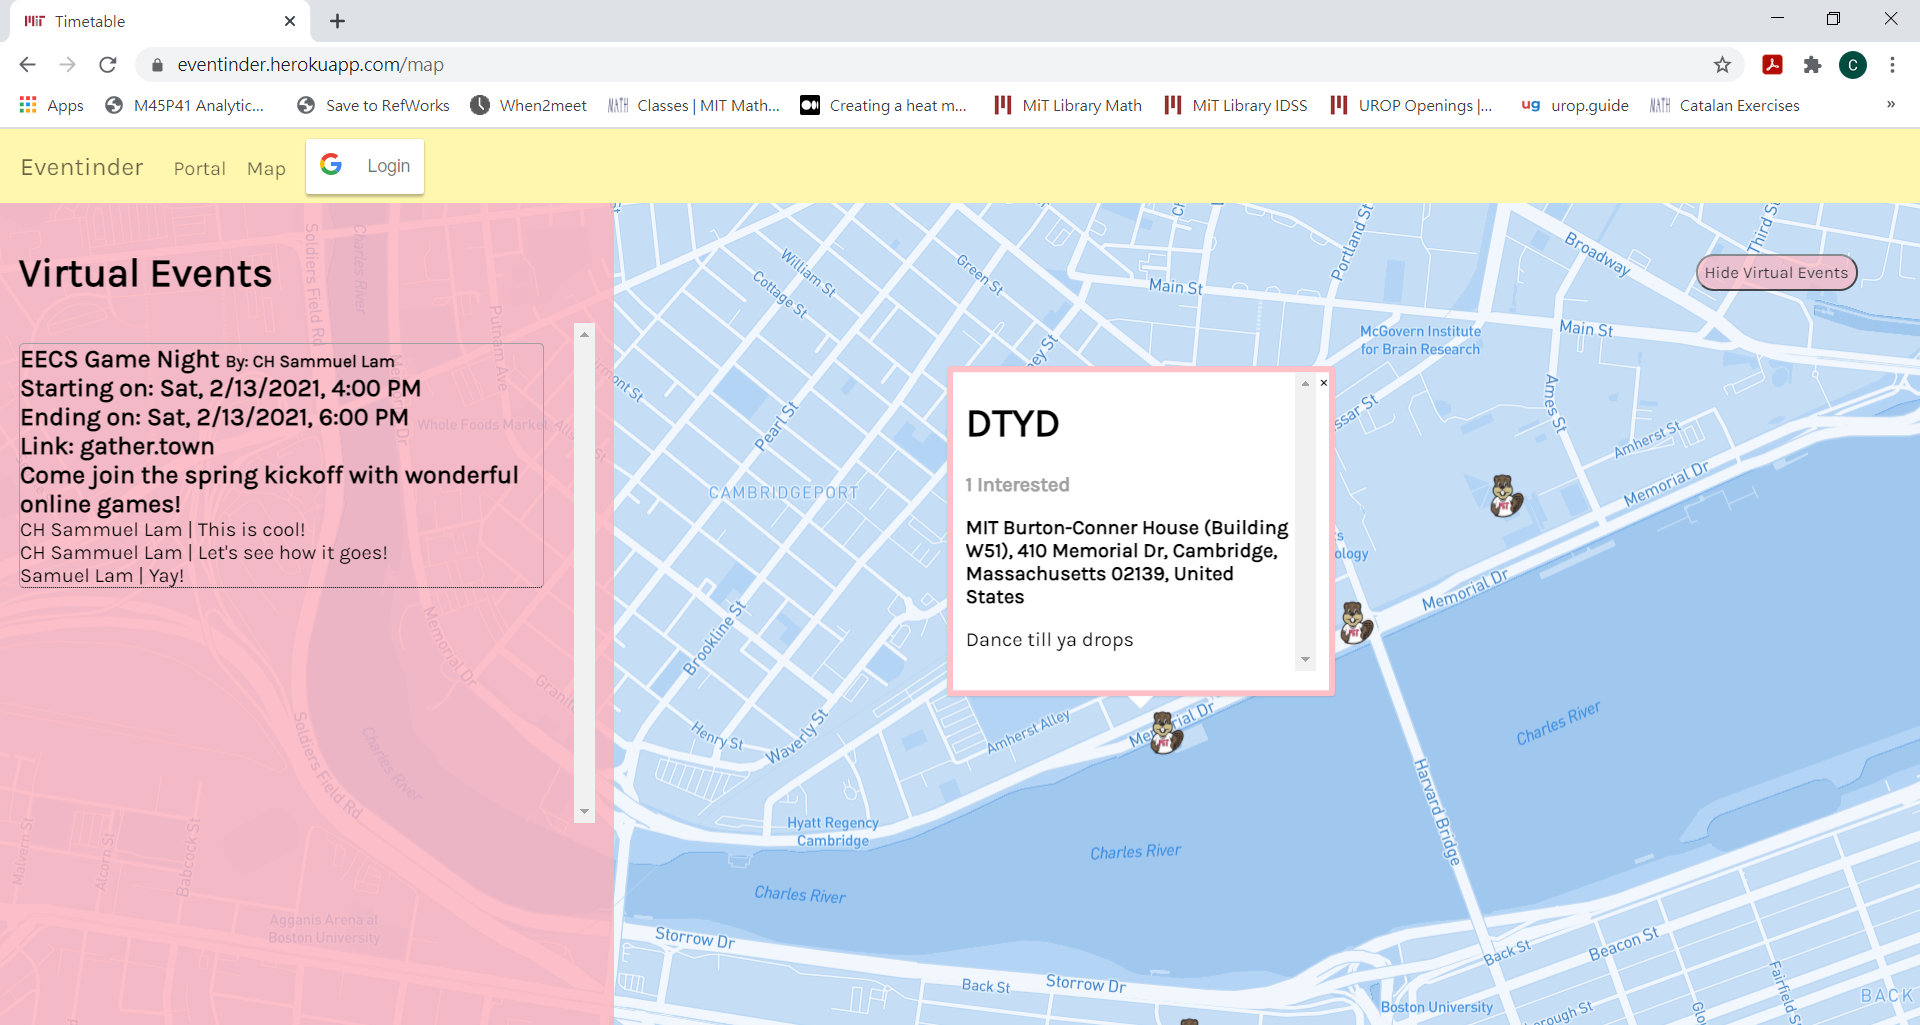 Timetable
eventinder.herokuapp.com/map
C
Apps
M45P41 Analytic...
Save to RefWorks
When2meet
MATH
Classes | MIT Math...
Creating a heat m...
MiT Library Math
MiT Library IDSS
UROP Openings |...
ug
urop.guide
MATH
Catalan Exercises
»
Eventinder
Portal
Map
Login
Virtual Events
EECS Game Night By: CH Sammuel Lam
Starting on: Sat, 2/13/2021, 4:00 PM
Ending on: Sat, 2/13/2021, 6:00 PM
Link: gather.town
Come join the spring kickoff with wonderful
online games!
CH Sammuel Lam | This is cool!
CH Sammuel Lam | Let's see how it goes!
Samuel Lam | Yay!
Soldiers Field Rd
Charles River
Putnam Ave
Whole Foods Market
Memorial Dr
Soldiers Field Rd
Charles River
Malvern St
Alcorn St
Babcock St
Agganis Arena at
Boston University
Hide Virtual Events
William St
Cottage St
Green St
Main St
Portland St
Broadway
Third St
McGovern Institute
for Brain Research
Main St
Ames St
Amherst St
Memorial Dr
Pearl St
CAMBRIDGEPORT
Brookline St
DTYD
1 Interested
MIT Burton-Conner House (Building
W51), 410 Memorial Dr, Cambridge,
Massachusetts 02139, United
States
Dance till ya drops
Memorial Dr
Henry St
Waverly St
Amherst Alley
Charles River
Harvard Bridge
Hyatt Regency
Cambridge
Charles River
Charles River
Storrow Dr
Back St
Storrow Dr
Back St
Beacon St
Fairfield St
BACK
Boston University